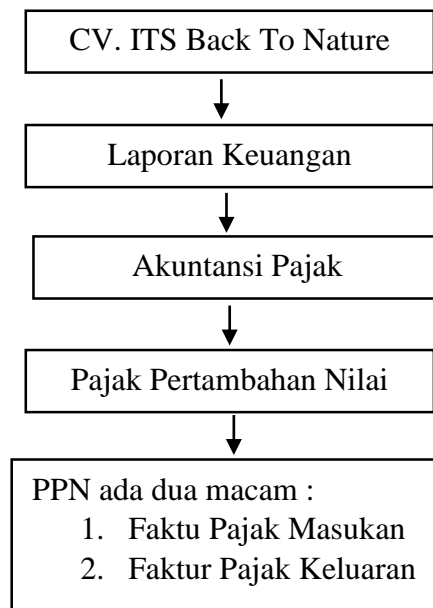 CV. ITS Back To Nature
Laporan Keuangan
Akuntansi Pajak
Pajak Pertambahan Nilai
PPN ada dua macam :
1. Faktu Pajak Masukan
2. Faktur Pajak Keluaran